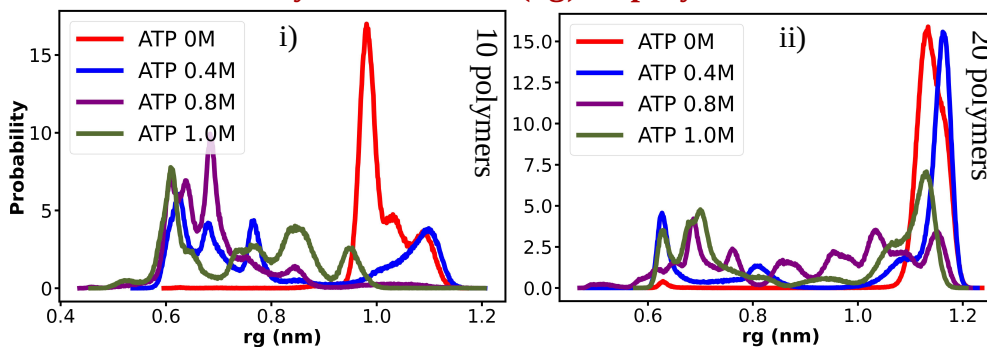 (rg)
i)
10 polymers
ATP 0M
ATP 0.4M
ATP 0.8M
ATP 1.0M
Probability
15
10
5
0
0.4 0.6 0.8 1.0 1.2
rg (nm)
ii)
20 polymers
ATP 0M
ATP 0.4M
ATP 0.8M
ATP 1.0M
15.0
12.5
10.0
7.5
5.0
2.5
0.0
0.6 0.8 1.0 1.2
rg (nm)